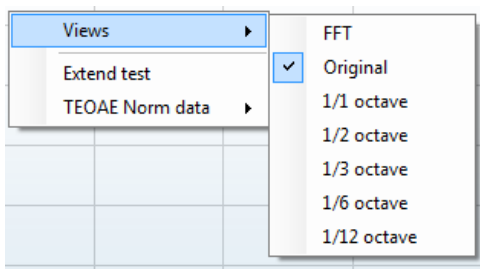 Views
Extend test
TEOAE Norm data
FFT
Original
1/1 octave
1/2 octave
1/3 octave
1/6 octave
1/12 octave